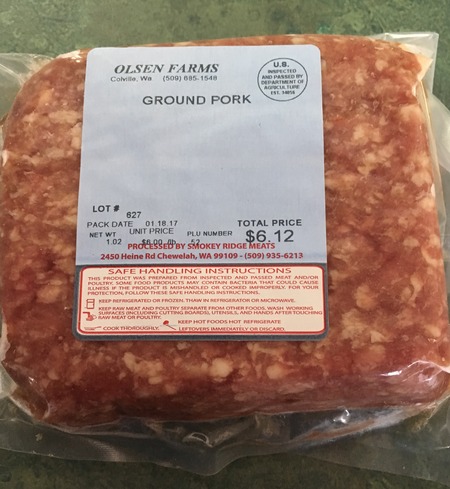 OLSEN FARMS
Colville, Wa (509) 685-1548
U.S.
INSPECTED
AND PASSED BY
DEPARTMENT OF
AGRICULTURE
EST. 34858
GROUND PORK
LOT # 627
PACK DATE 01.18.17
NET WT UNIT PRICE PLU NUMBER TOTAL PRICE
1.02 $6.00 lb 52 $6.12
PROCESSED BY SMOKEY RIDGE MEATS
2450 Heine Rd Chewelah, WA 99109 - (509) 935-6213
SAFE HANDLING INSTRUCTIONS
THIS PRODUCT WAS PREPARED FROM INSPECTED AND PASSED MEAT AND/OR
POULTRY. SOME FOOD PRODUCTS MAY CONTAIN BACTERIA THAT COULD CAUSE
ILLNESS IF THE PRODUCT IS MISHANDLED OR COOKED IMPROPERLY. FOR YOUR
PROTECTION, FOLLOW THESE SAFE HANDLING INSTRUCTIONS.
KEEP REFRIGERATED OR FROZEN. THAW IN REFRIGERATOR OR MICROWAVE.
KEEP RAW MEAT AND POULTRY SEPARATE FROM OTHER FOODS. WASH WORKING
SURFACES (INCLUDING CUTTING BOARDS), UTENSILS, AND HANDS AFTER TOUCHING
RAW MEAT OR POULTRY.
COOK THOROUGHLY.
KEEP HOT FOODS HOT. REFRIGERATE
LEFTOVERS IMMEDIATELY OR DISCARD.